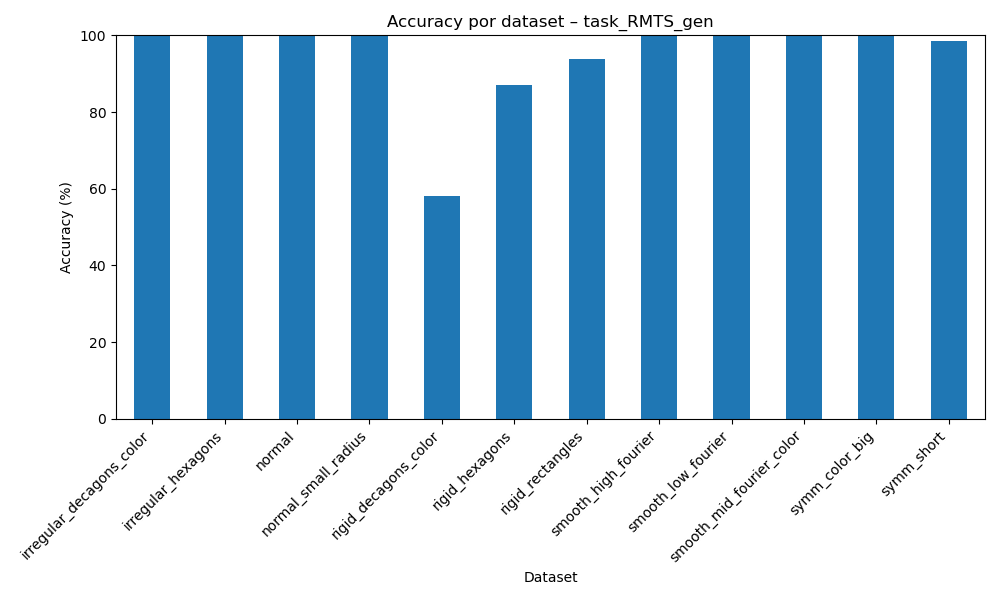 Accuracy por dataset – task_RMTS_gen
Accuracy (%)
100
80
60
40
20
0
irregular_decagons_color
irregular_hexagons
normal
normal_small_radius
rigid_decagons_color
rigid_hexagons
rigid_rectangles
smooth_high_fourier
smooth_low_fourier
smooth_mid_fourier_color
symm_color_big
symm_short
Dataset